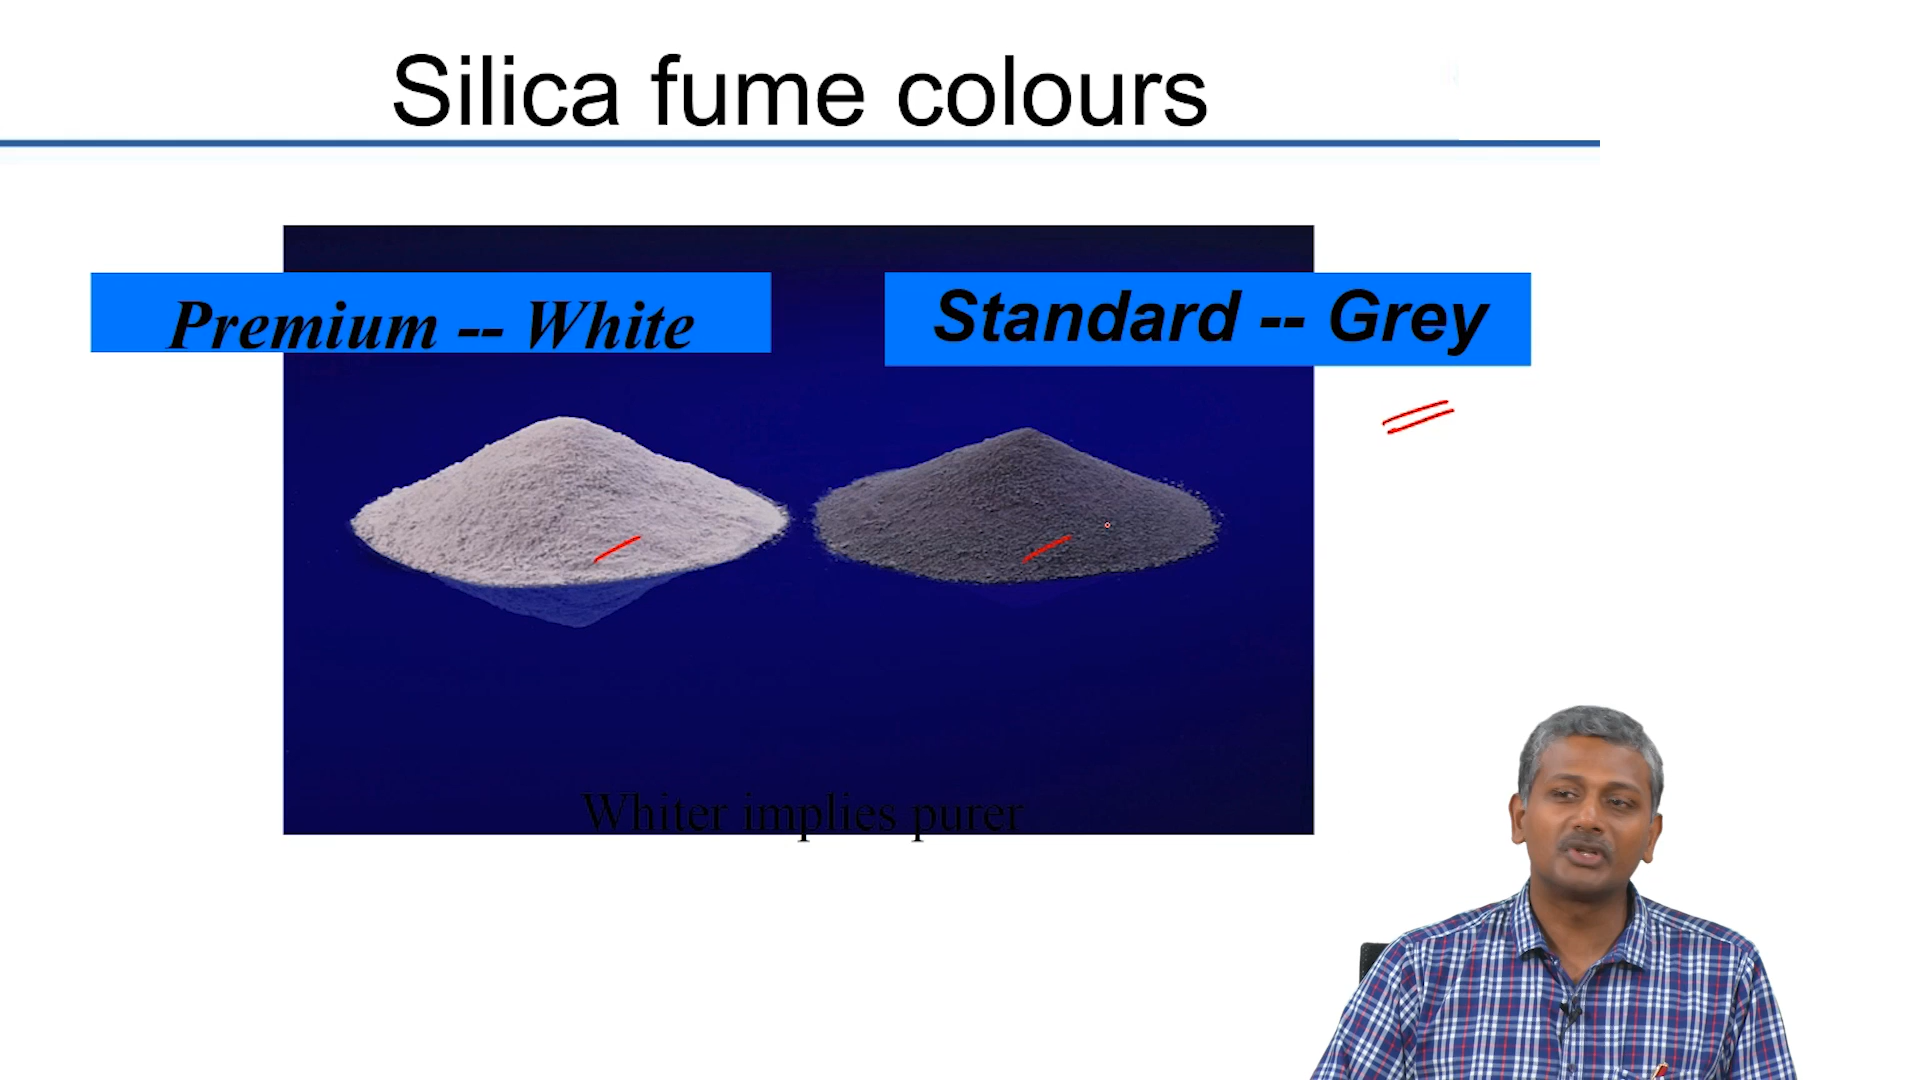 Silica fume colours
Premium -- White
Standard -- Grey
Whiter implies purer